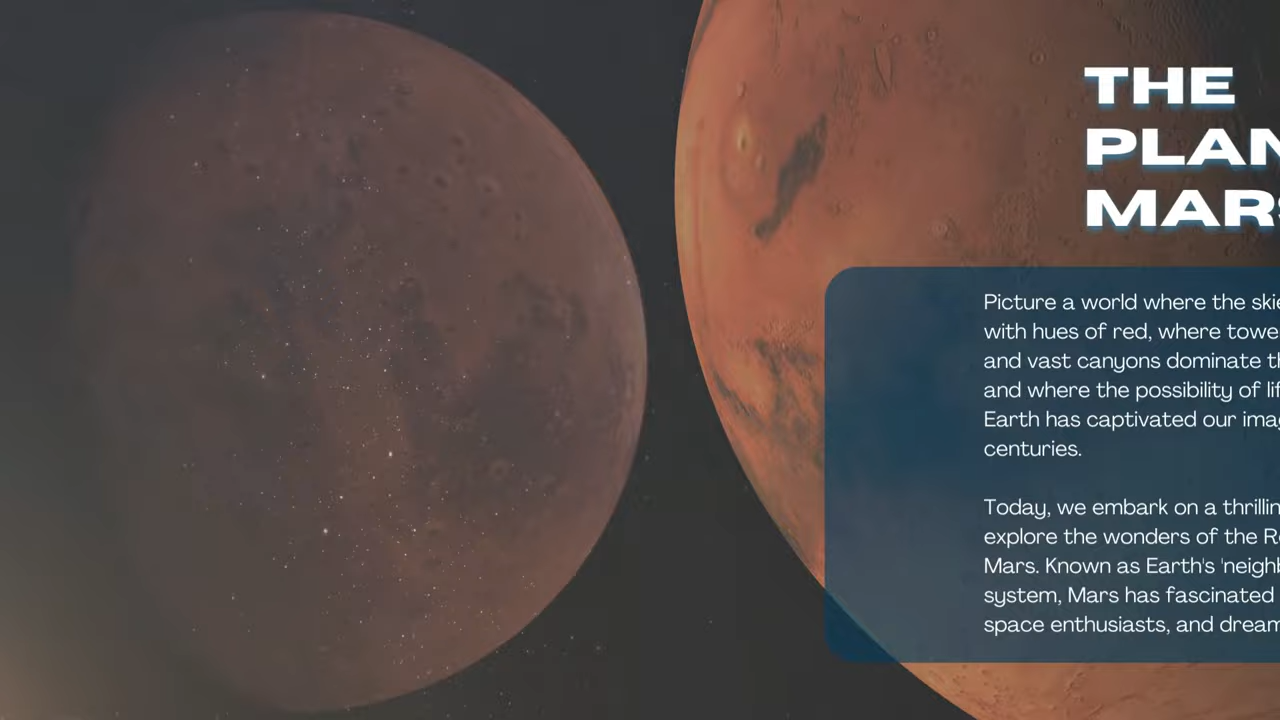 THE
PLAN
MARS
Picture a world where the skie
with hues of red, where towe
and vast canyons dominate th
and where the possibility of lif
Earth has captivated our imag
centuries.
Today, we embark on a thrillin
explore the wonders of the Re
Mars. Known as Earth's 'neighb
system, Mars has fascinated
space enthusiasts, and dream